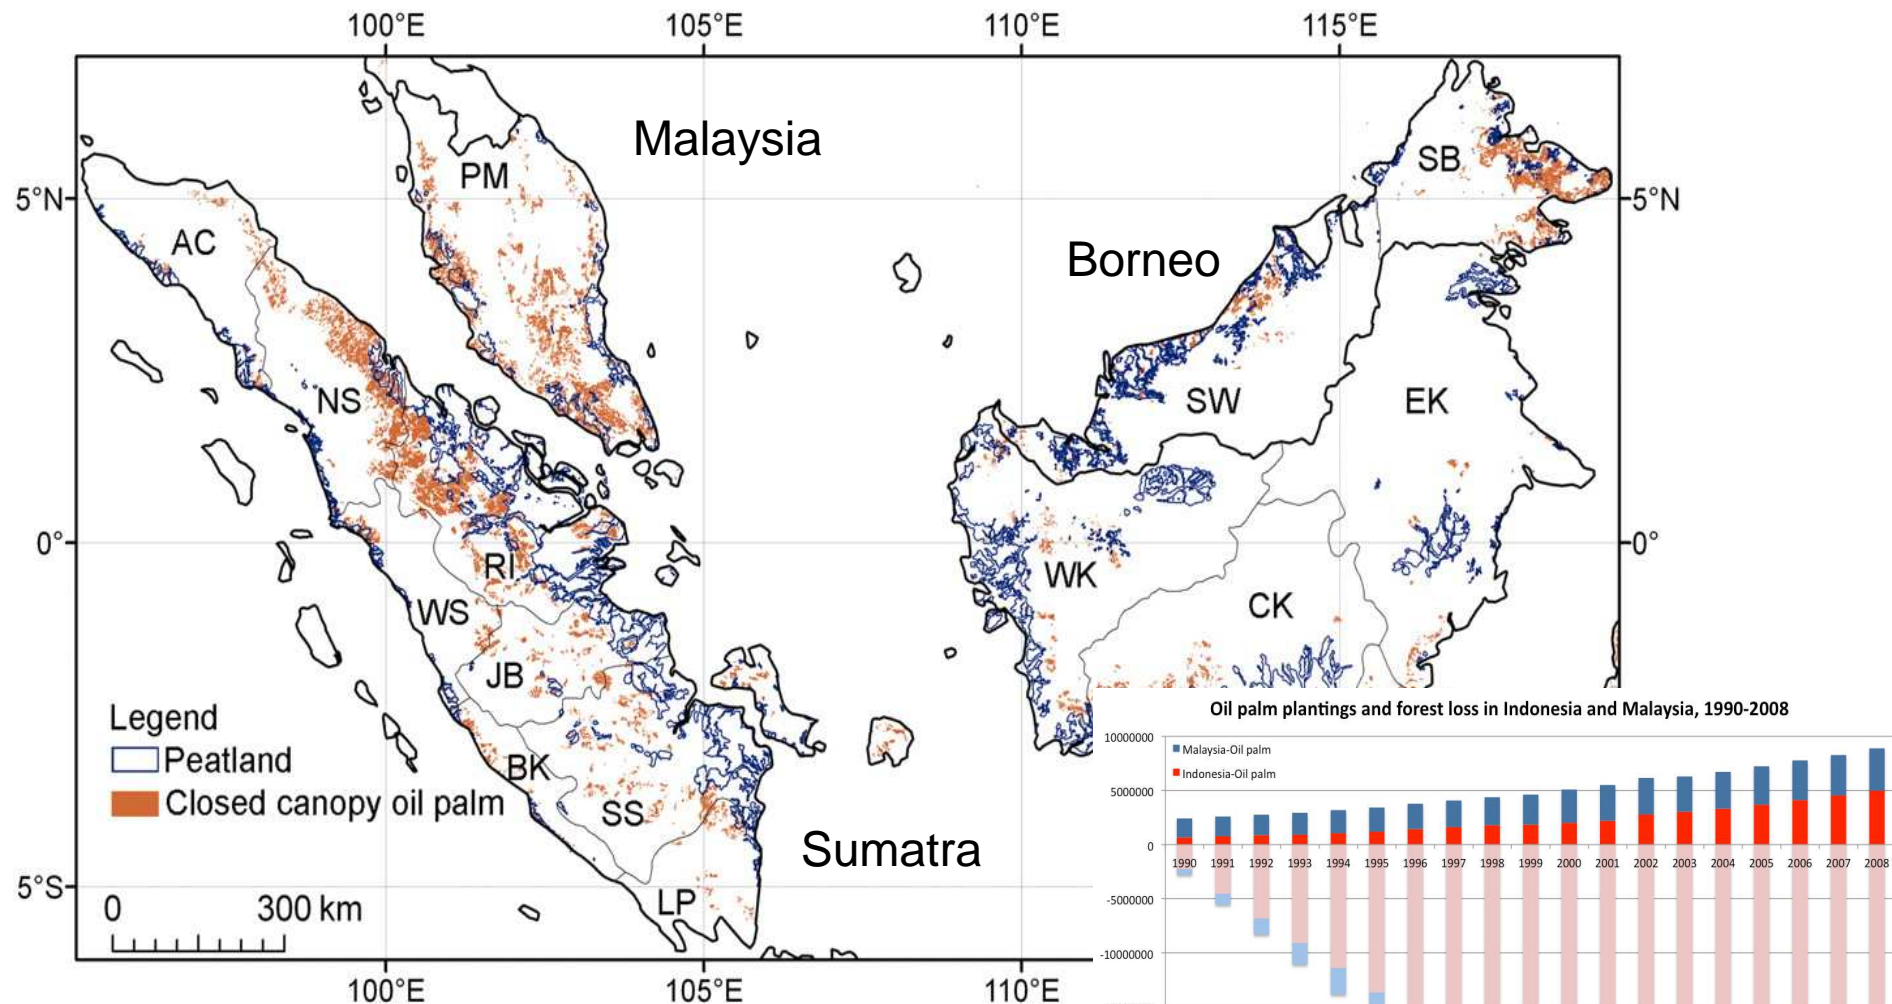 100°E 105°E 110°E 115°E
Malaysia
PM
SB
5°N 5°N
AC
Borneo
NS
SW
EK
0° 0°
RI
WK
WS
CK
JB
Legend
Peatland
Closed canopy oil palm
BK
SS
Sumatra
5°S
LP
0 300 km
100°E 105°E 110°E
Oil palm plantings and forest loss in Indonesia and Malaysia, 1990-2008
10000000
Malaysia-Oil palm
Indonesia-Oil palm
5000000
0
1990 1991 1992 1993 1994 1995 1996 1997 1998 1999 2000 2001 2002 2003 2004 2005 2006 2007 2008
-5000000
-10000000